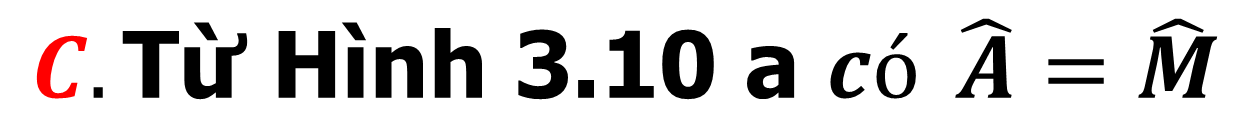 C. Từ Hình 3.10 a có Â = M̂